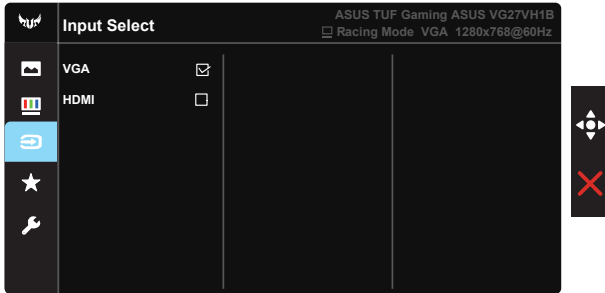 Input Select
ASUS TUF Gaming ASUS VG27VH1B
Racing Mode VGA 1280x768@60Hz
VGA
HDMI